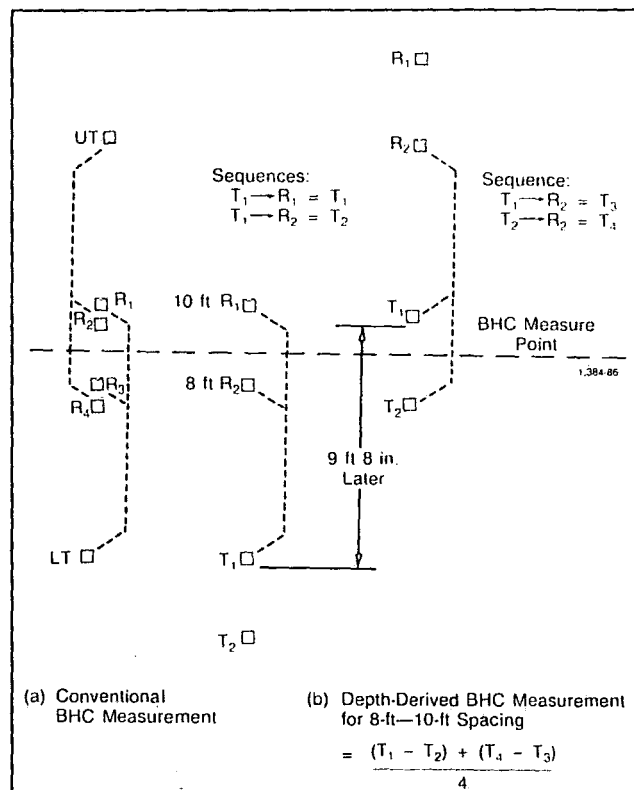 R₁
UT
R₂
Sequences:
T₁→R₁ = T₁
T₁→R₂ = T₂
Sequence:
T₁→R₂ = T₃
T₂→R₂ = T₄
R₁
R₂
10 ft R₁
T₁
BHC Measure
Point
1,384-86
R₃
R₄
8 ft R₂
T₂
9 ft 8 in.
Later
LT
T₁
T₂
(a) Conventional
BHC Measurement
(b) Depth-Derived BHC Measurement
for 8-ft—10-ft Spacing
= (T₁ − T₂) + (T₄ − T₃)
4